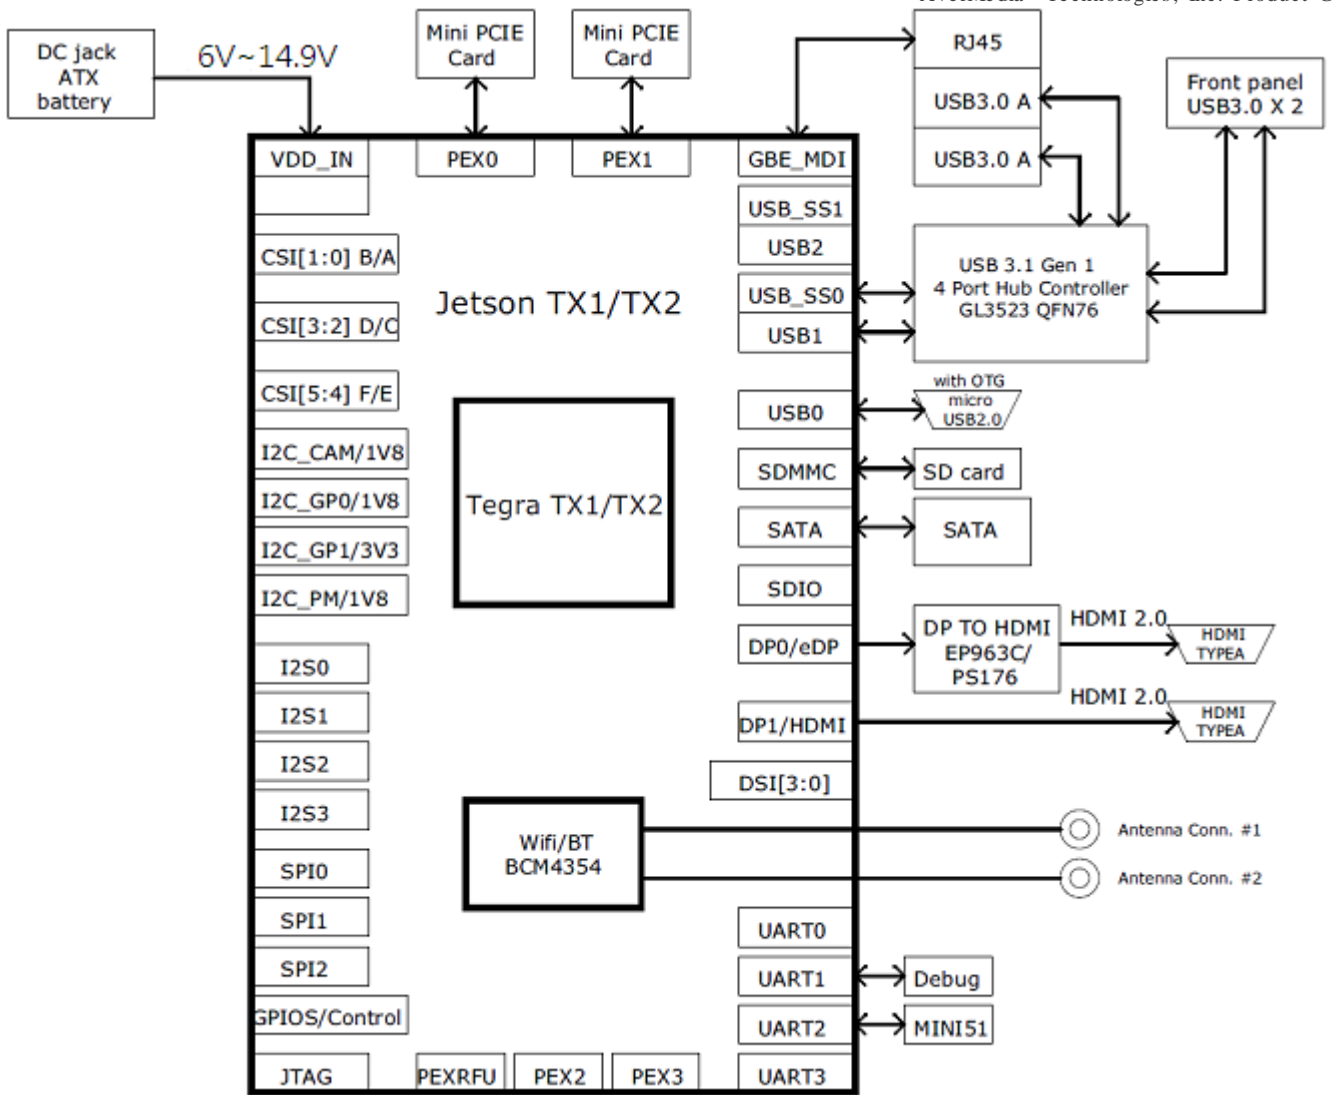 Technologies, Inc. Product G
DC jack
ATX
battery
6V~14.9V
Mini PCIE
Card
Mini PCIE
Card
RJ45
USB3.0 A
USB3.0 A
Front panel
USB3.0 X 2
VDD_IN
PEX0
PEX1
GBE_MDI
USB_SS1
USB2
USB_SS0
USB1
USB 3.1 Gen 1
4 Port Hub Controller
GL3523 QFN76
CSI[1:0] B/A
CSI[3:2] D/C
CSI[5:4] F/E
Jetson TX1/TX2
Tegra TX1/TX2
USB0
with OTG
micro
USB2.0/
I2C_CAM/1V8
I2C_GP0/1V8
I2C_GP1/3V3
I2C_PM/1V8
SDMMC
SD card
SATA
SATA
SDIO
DP0/eDP
DP TO HDMI
EP963C/
PS176
HDMI 2.0
HDMI
TYPEA
DP1/HDMI
HDMI 2.0
HDMI
TYPEA
DSI[3:0]
I2S0
I2S1
I2S2
I2S3
Wifi/BT
BCM4354
Antenna Conn. #1
Antenna Conn. #2
SPI0
SPI1
SPI2
GPIOS/Control
JTAG
UART0
UART1
Debug
UART2
MINI51
PEXRFU
PEX2
PEX3
UART3